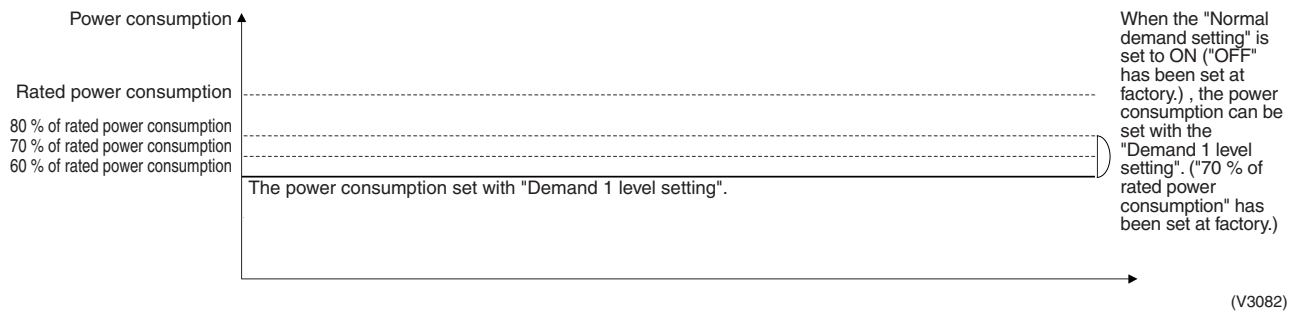 Power consumption
Rated power consumption
80 % of rated power consumption
70 % of rated power consumption
60 % of rated power consumption
The power consumption set with "Demand 1 level setting".
When the "Normal
demand setting" is
set to ON ("OFF"
has been set at
factory.) , the power
consumption can be
set with the
"Demand 1 level
setting". ("70 % of
rated power
consumption" has
been set at factory.)
(V3082)